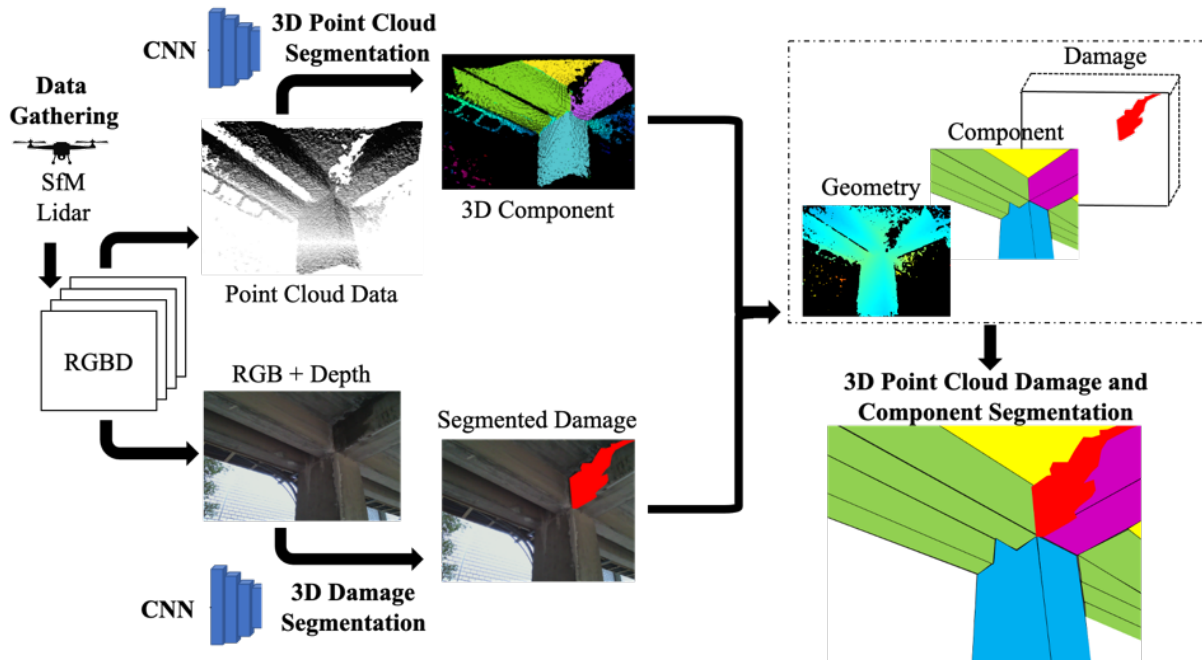 CNN
3D Point Cloud
Segmentation
Data
Gathering
SfM
Lidar
RGBD
Point Cloud Data
3D Component
RGB + Depth
Segmented Damage
CNN
3D Damage
Segmentation
Damage
Component
Geometry
3D Point Cloud Damage and
Component Segmentation